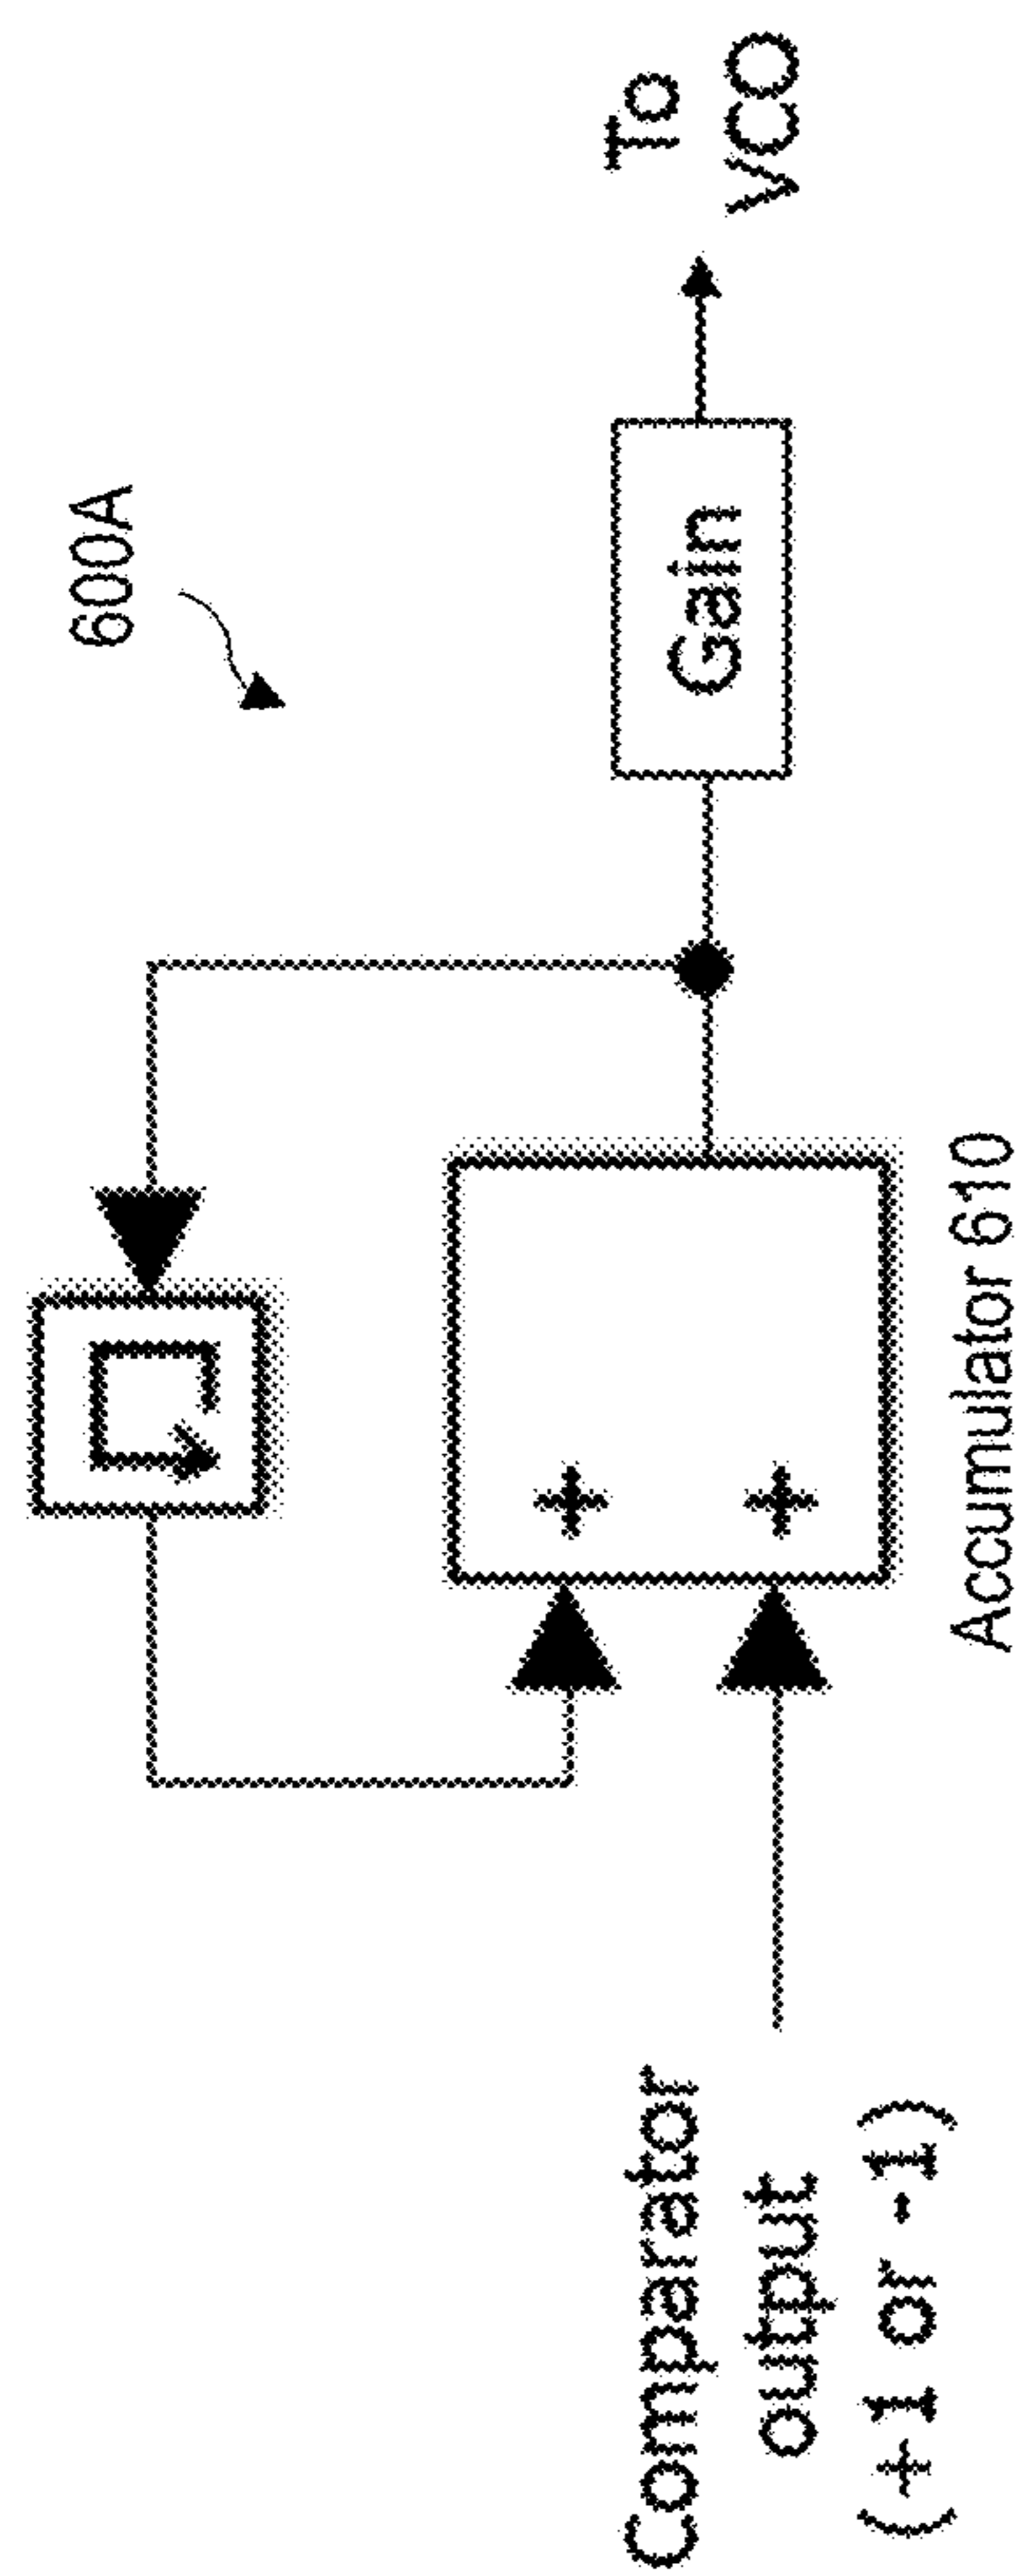 600A
Comparator
output
(+1 or -1)
+
+
Accumulator 610
Gain
To
VCO